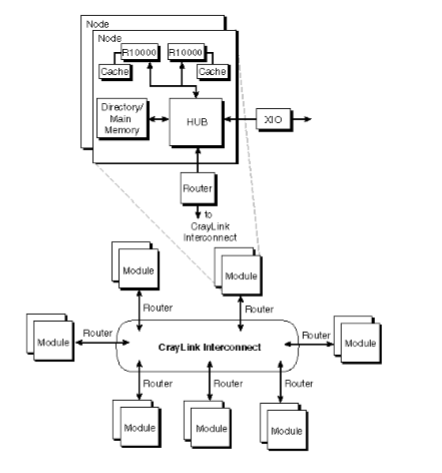 Node
Node
R10000
R10000
Cache
Cache
Directory/
Main
Memory
HUB
XIO
Router
to
CrayLink
Interconnect
Module
Module
Router
Router
Module
Router
CrayLink Interconnect
Router
Module
Router
Router
Router
Module
Module
Module